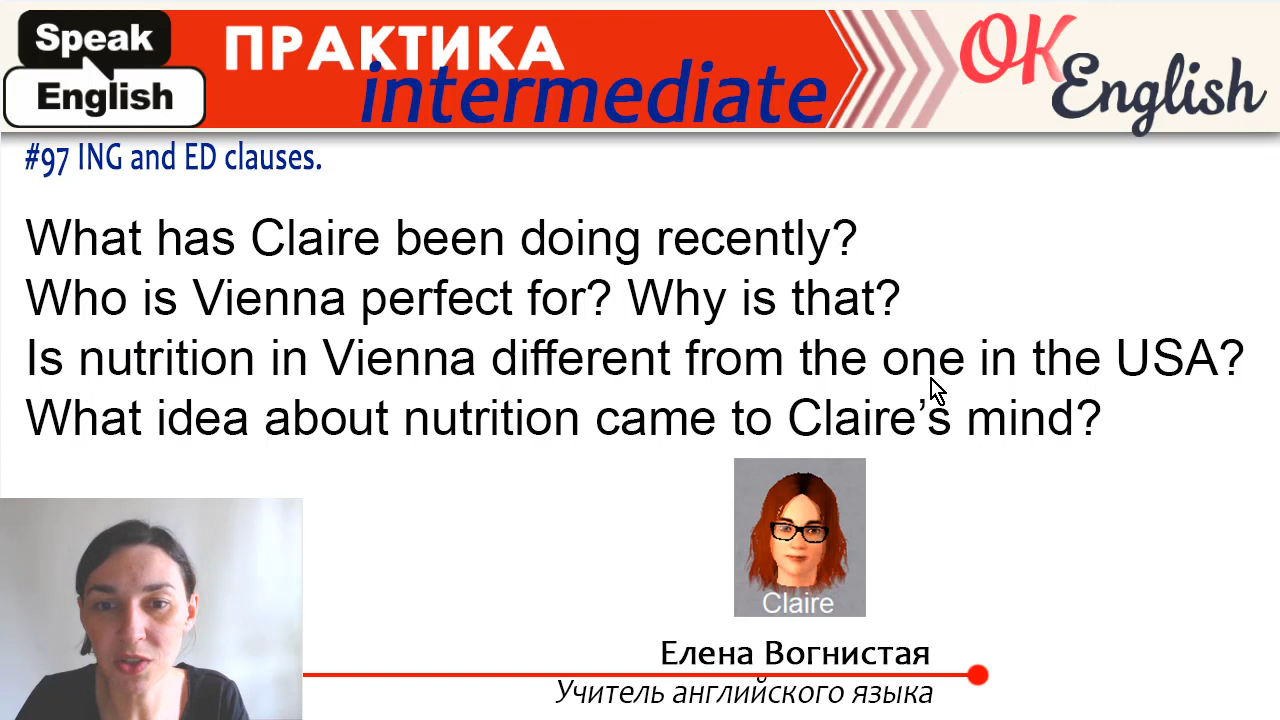 Speak
English
ПРАКТИКА
intermediate
OK
English
#97 ING and ED clauses.
What has Claire been doing recently?
Who is Vienna perfect for? Why is that?
Is nutrition in Vienna different from the one in the USA?
What idea about nutrition came to Claire’s mind?
Claire
Елена Вогнистая
Учитель английского языка